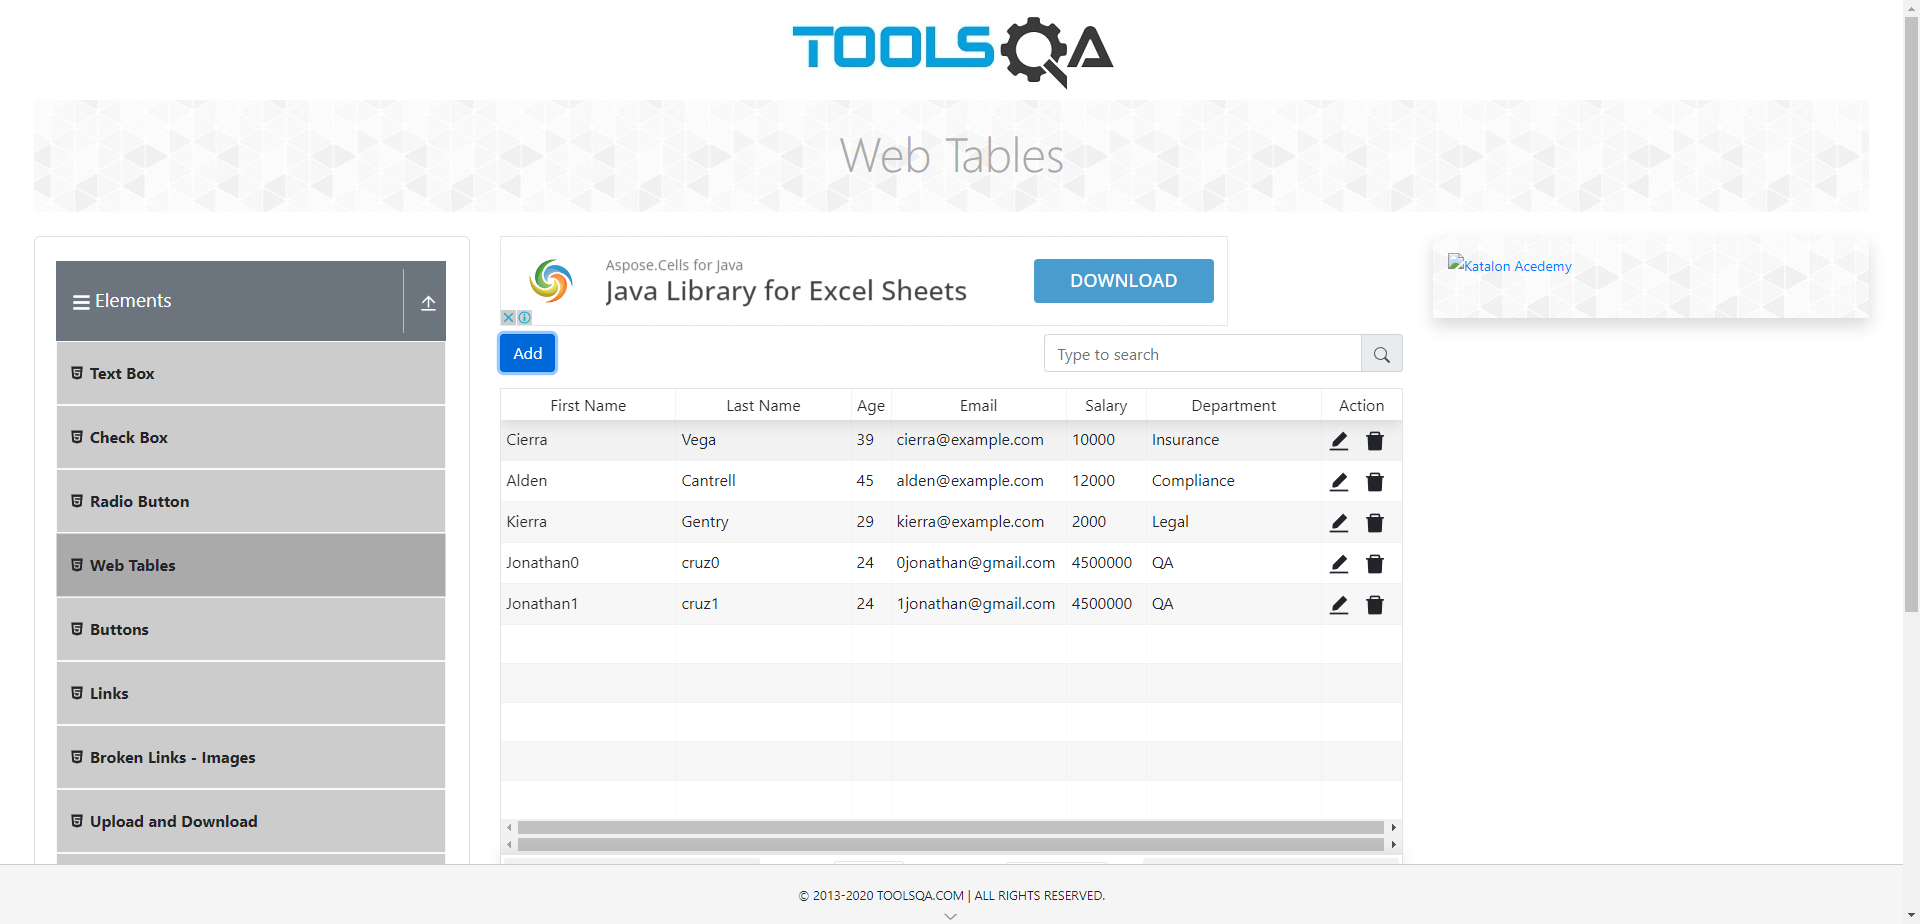 TOOLSQA
Web Tables
Elements
Text Box
Check Box
Radio Button
Web Tables
Buttons
Links
Broken Links - Images
Upload and Download
Aspose.Cells for Java
Java Library for Excel Sheets
DOWNLOAD
Add
Type to search
First Name Last Name Age Email Salary Department Action
Cierra Vega 39 cierra@example.com 10000 Insurance
Alden Cantrell 45 alden@example.com 12000 Compliance
Kierra Gentry 29 kierra@example.com 2000 Legal
Jonathan0 cruz0 24 0jonathan@gmail.com 4500000 QA
Jonathan1 cruz1 24 1jonathan@gmail.com 4500000 QA
Katalon Acedemy
© 2013-2020 TOOLSQA.COM | ALL RIGHTS RESERVED.